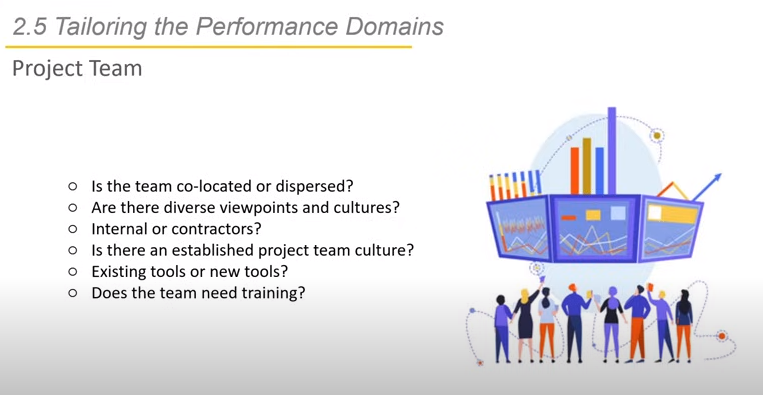 2.5 Tailoring the Performance Domains
Project Team
○ Is the team co-located or dispersed?
○ Are there diverse viewpoints and cultures?
○ Internal or contractors?
○ Is there an established project team culture?
○ Existing tools or new tools?
○ Does the team need training?